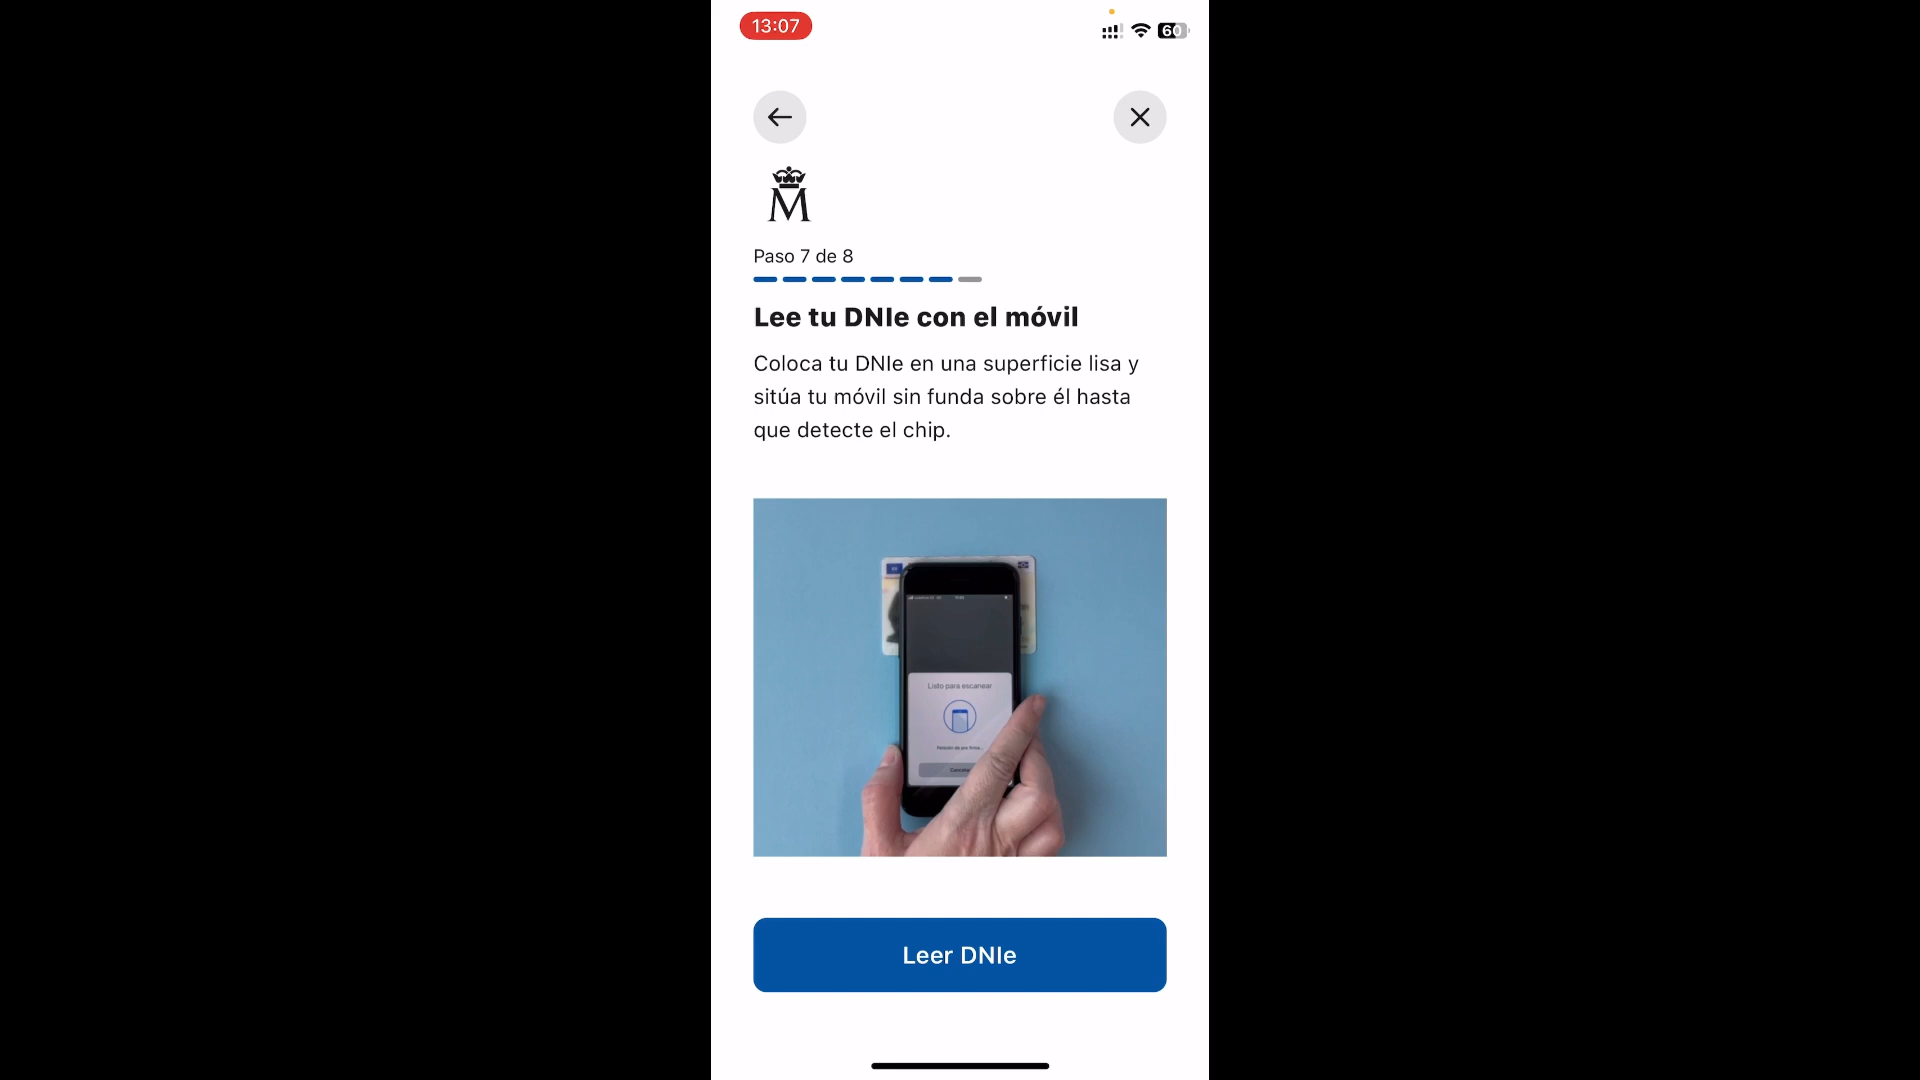 13:07
60
M
Paso 7 de 8
Lee tu DNIe con el móvil
Coloca tu DNIe en una superficie lisa y
sitúa tu móvil sin funda sobre él hasta
que detecte el chip.
Listo para escanear
Cancelar
Leer DNIe